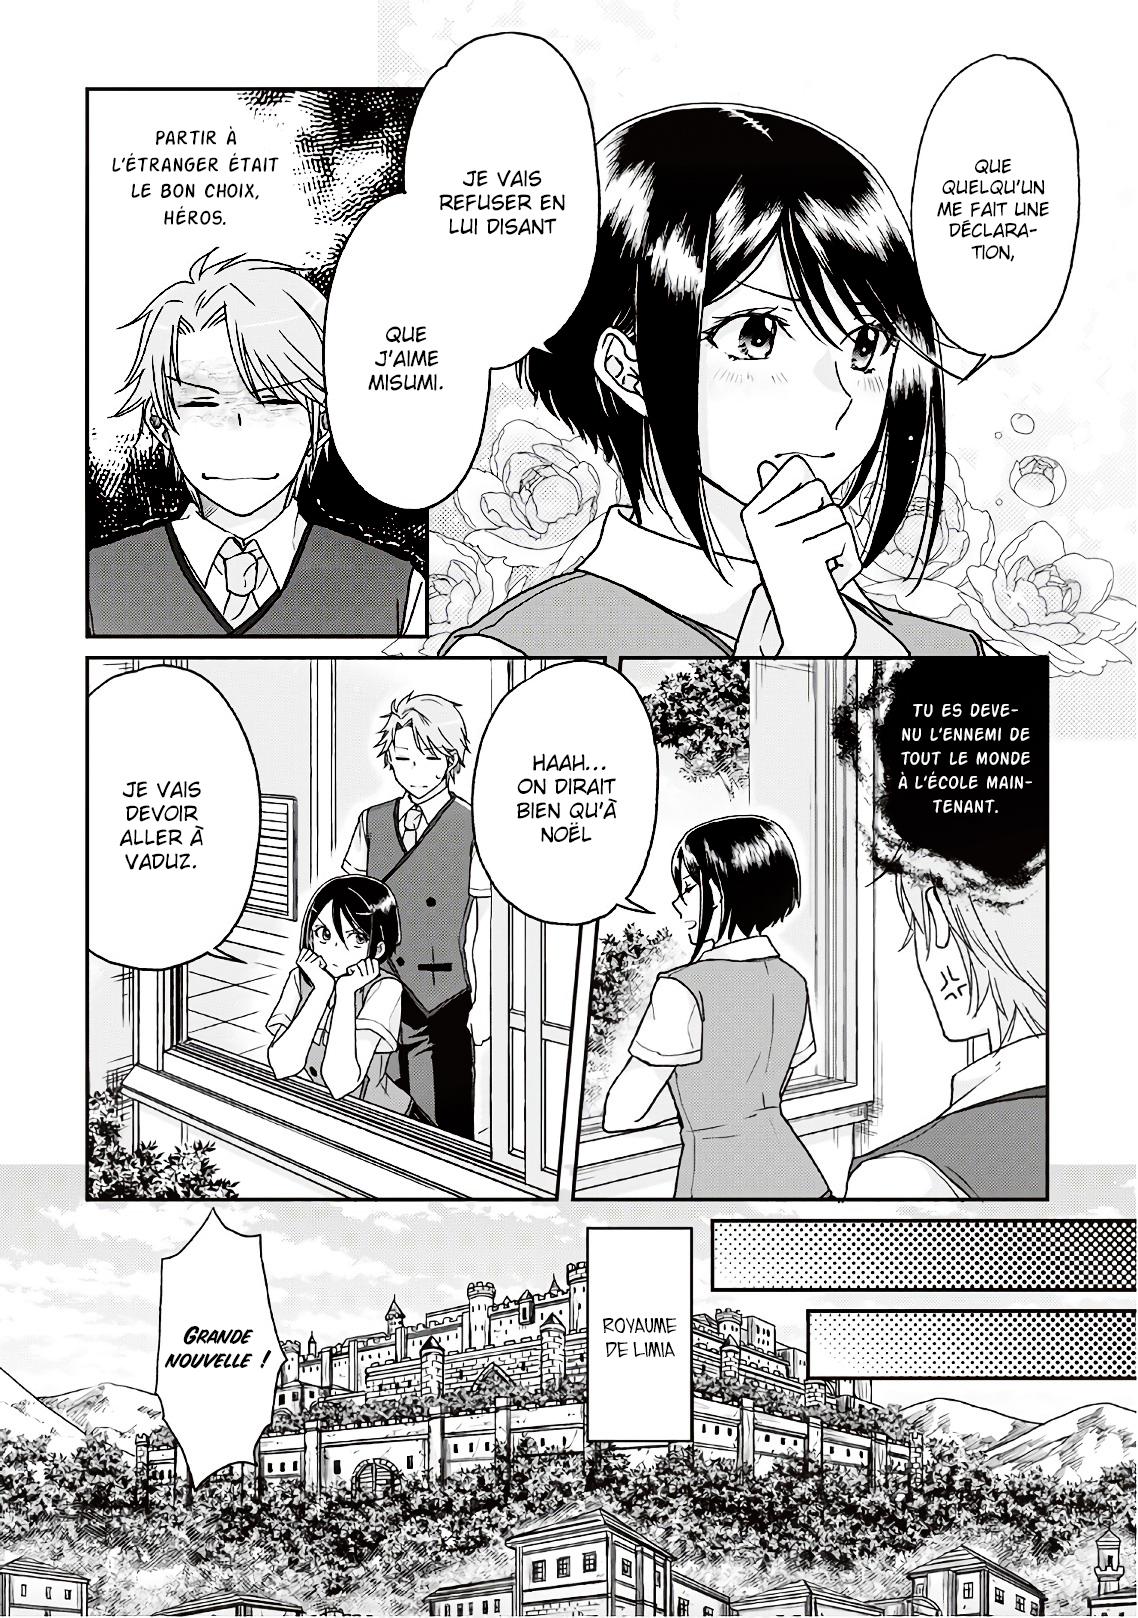 QUE
QUELQU'UN
ME FAIT UNE
DÉCLARA-
TION,
JE VAIS
REFUSER EN
LUI DISANT
QUE
J'AIME
MISUMI.
PARTIR À
L'ÉTRANGER ÉTAIT
LE BON CHOIX,
HÉROS.
TU ES DEVE-
NU L'ENNEMI DE
TOUT LE MONDE
À L'ÉCOLE MAIN-
TENANT.
HAAH...
ON DIRAIT
BIEN QU'À
NOËL
JE VAIS
DEVOIR
ALLER À
VADUZ.
ROYAUME
DE LIMIA
GRANDE
NOUVELLE !